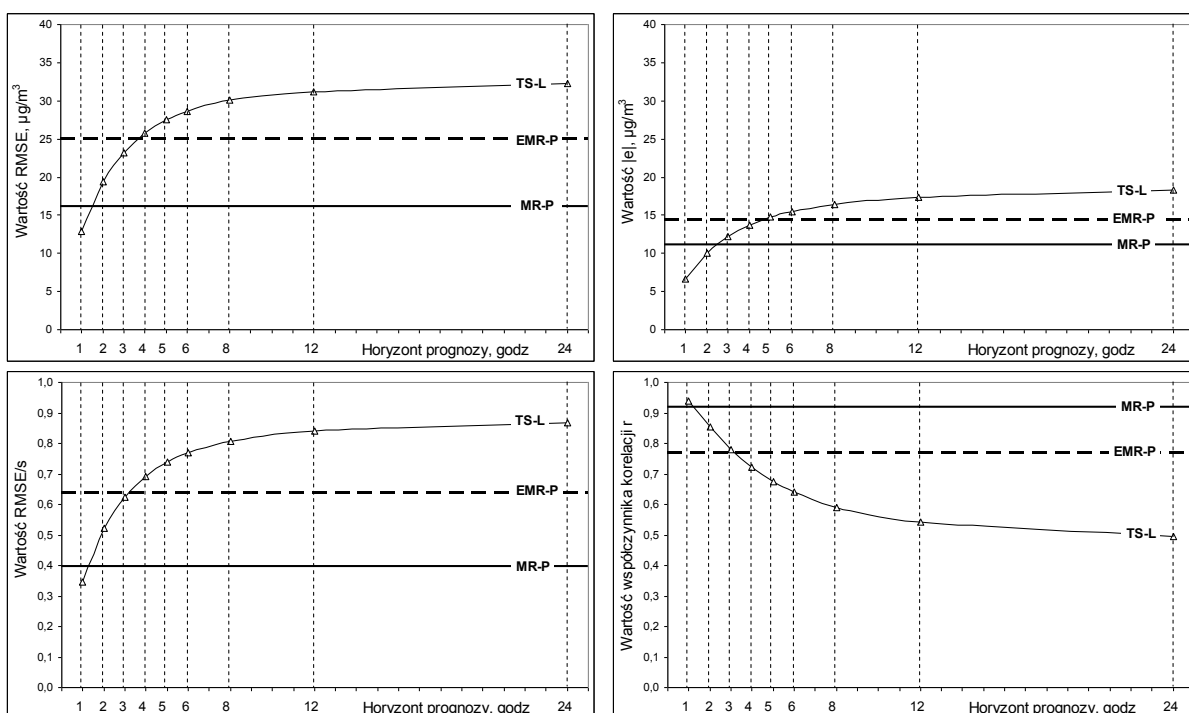 Wartość RMSE, µg/m³
40
35
30
25
20
15
10
5
0
TS-L
EMR-P
MR-P
1 2 3 4 5 6 8 12 24
Horyzont prognozy, godz
Wartość |e|, µg/m³
40
35
30
25
20
15
10
5
0
TS-L
EMR-P
MR-P
1 2 3 4 5 6 8 12 24
Horyzont prognozy, godz
Wartość RMSE/s
1,0
0,9
0,8
0,7
0,6
0,5
0,4
0,3
0,2
0,1
0,0
TS-L
EMR-P
MR-P
1 2 3 4 5 6 8 12 24
Horyzont prognozy, godz
Wartość współczynnika korelacji r
1,0
0,9
0,8
0,7
0,6
0,5
0,4
0,3
0,2
0,1
0,0
MR-P
EMR-P
TS-L
1 2 3 4 5 6 8 12 24
Horyzont prognozy, godz